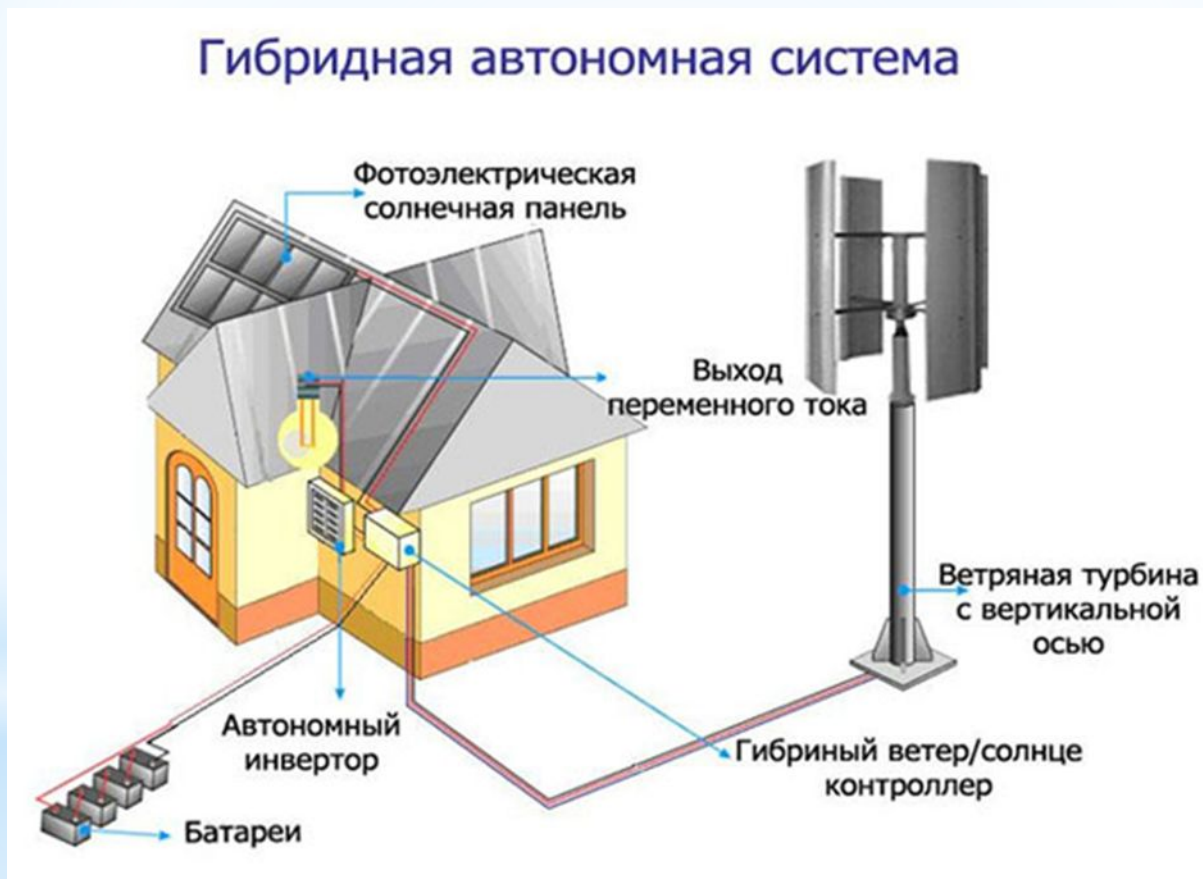 Гибридная автономная система
Фотоэлектрическая
солнечная панель
Выход
переменного тока
Ветряная турбина
с вертикальной
осью
Автономный
инвертор
Гибриный ветер/солнце
контроллер
Батареи